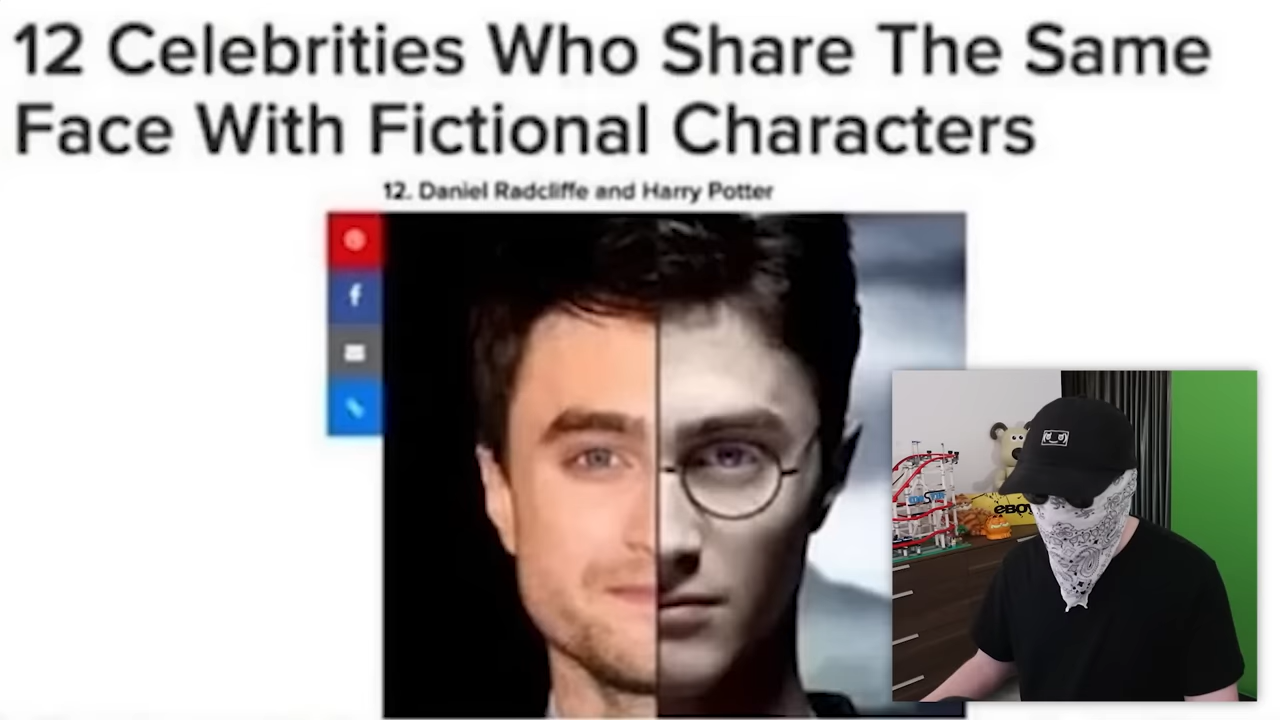 12 Celebrities Who Share The Same
Face With Fictional Characters
12. Daniel Radcliffe and Harry Potter
f